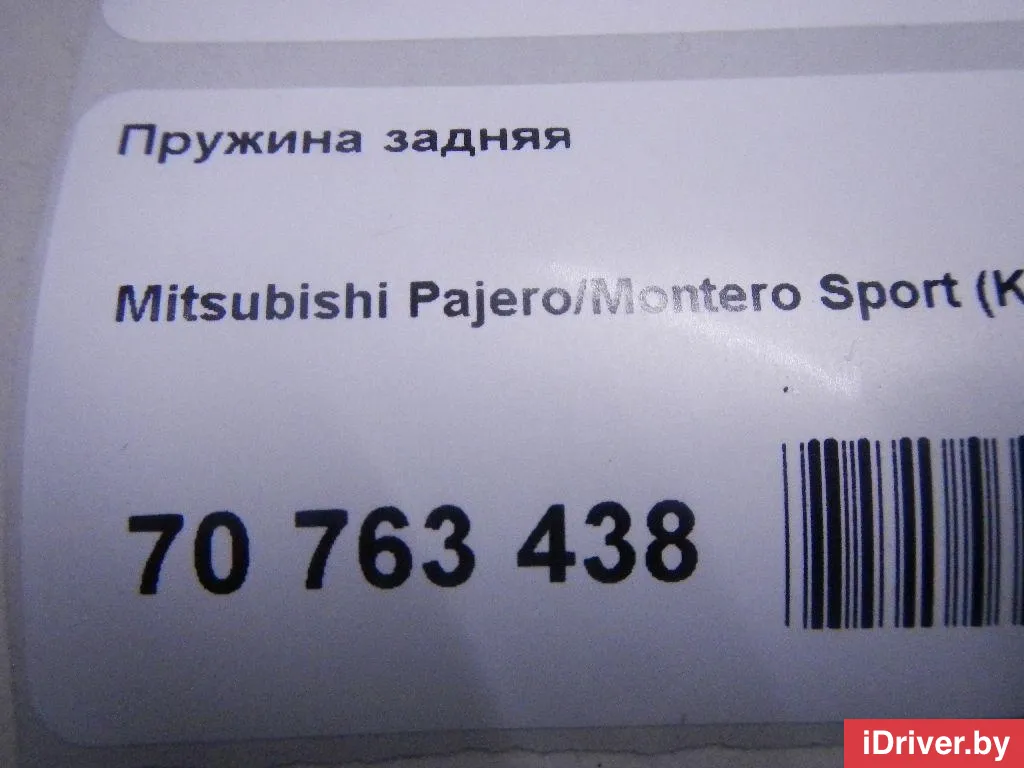 Пружина задняя
Mitsubishi Pajero/Montero Sport (K
70 763 438
iDriver.by